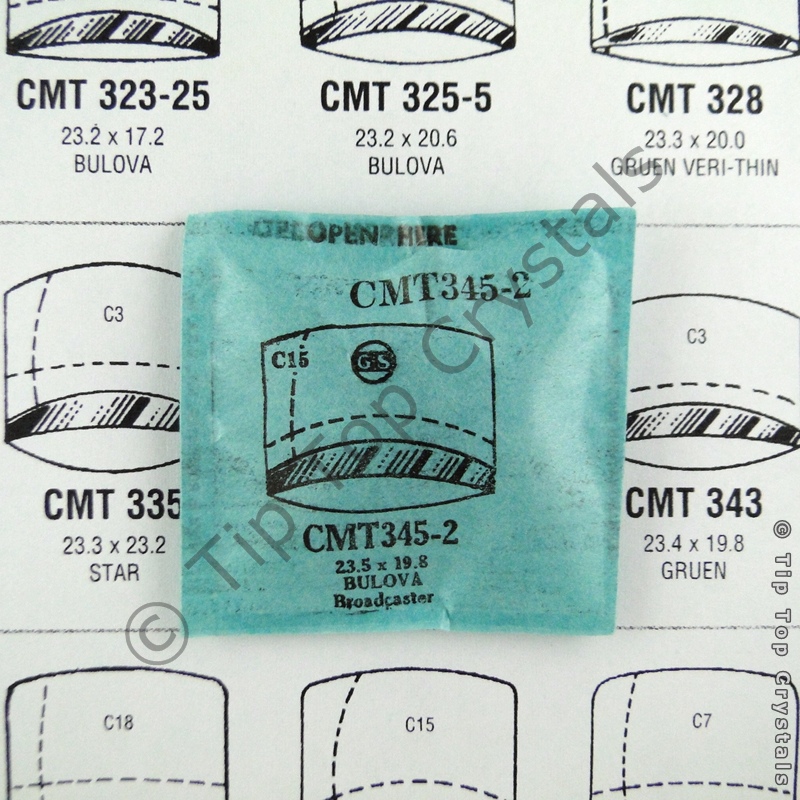 CMT 323-25
23.2 x 17.2
BULOVA
CMT 325-5
23.2 x 20.6
BULOVA
CMT 328
23.3 x 20.0
GRUEN VERI-THIN
C3
CMT 335
23.3 x 23.2
STAR
OPEN HERE
CMT345-2
C15
GS
CMT345-2
23.5 x 19.8
BULOVA
Broadcaster
C3
CMT 343
23.4 x 19.8
GRUEN
C18
C15
C7
© Tip Top Crystals
© Tip Top Crystals